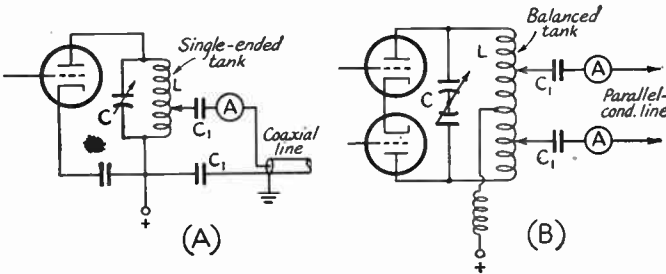 Single-ended
tank
L
C
C1
A
Coaxial
line
C1
+
(A)
Balanced
tank
L
C
C1
A
Parallel-
cond. line
C1
A
+
(B)